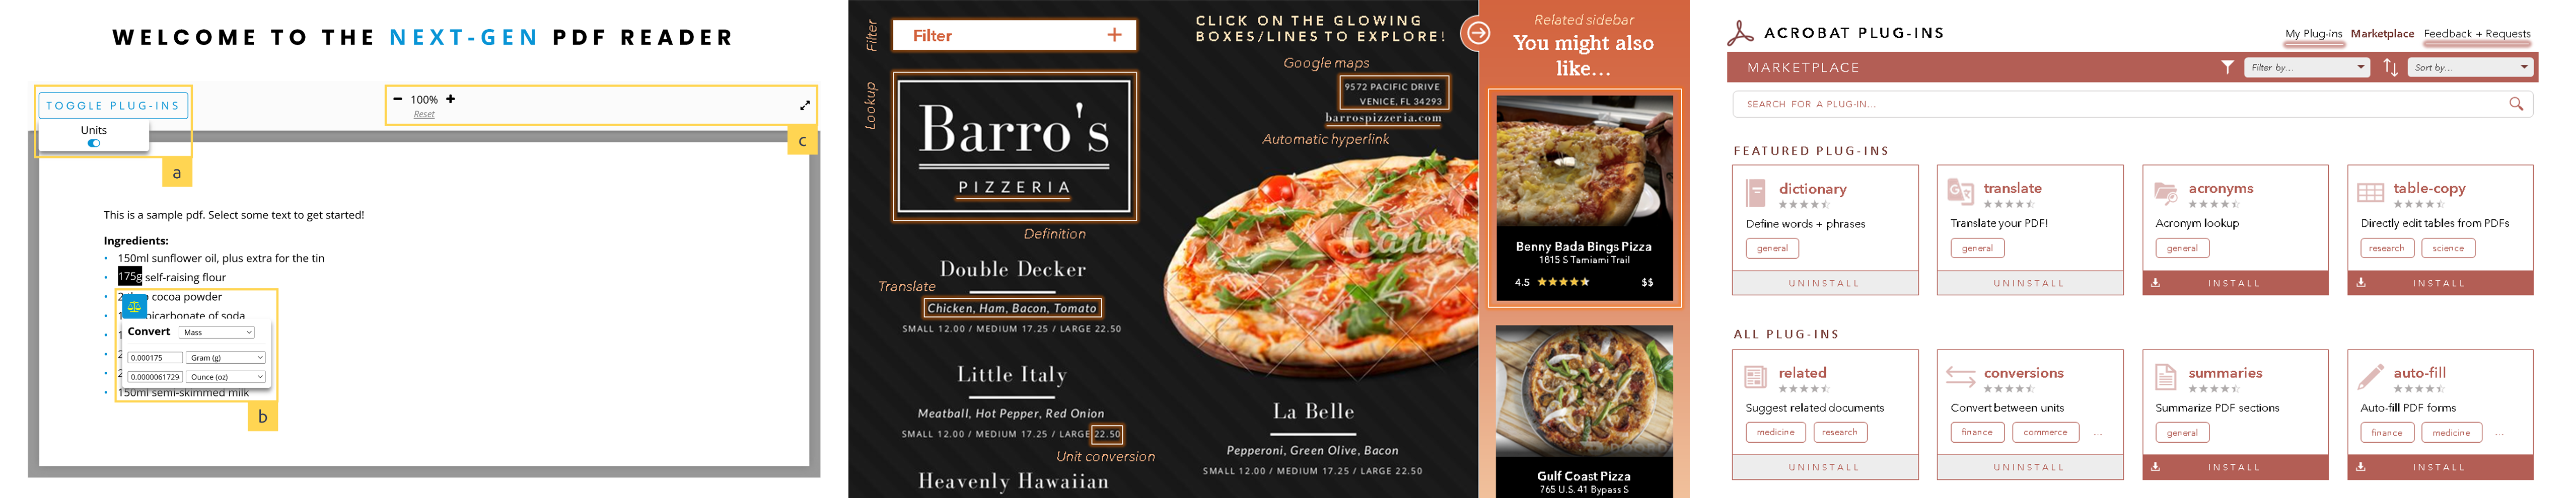 WELCOME TO THE NEXT-GEN PDF READER
TOGGLE PLUG-INS
Units
100%
Reset
a
c
This is a sample pdf. Select some text to get started!
Ingredients:
150ml sunflower oil, plus extra for the tin
175g self-raising flour
cocoa powder
bicarbonate of soda
Convert Mass
0.000175 Gram (g)
0.0000061729 Ounce (oz)
150ml semi-skimmed milk
b
Filter
Filter +
Lookup
Barro's
PIZZERIA
Definition
Double Decker
Translate
Chicken, Ham, Bacon, Tomato
SMALL 12.00 / MEDIUM 17.25 / LARGE 22.50
Little Italy
Meatball, Hot Pepper, Red Onion
SMALL 12.00 / MEDIUM 17.25 / LARGE 22.50
Unit conversion
Heavenly Hawaiian
CLICK ON THE GLOWING
BOXES/LINES TO EXPLORE!
Google maps
9572 PACIFIC DRIVE
VENICE, FL 34293
barrospizzeria.com
Automatic hyperlink
Canva
La Belle
Pepperoni, Green Olive, Bacon
SMALL 12.00 / MEDIUM 17.25 / LARGE 22.50
Related sidebar
You might also
like...
Benny Bada Bings Pizza
1815 S Tamiami Trail
4.5 $$
Gulf Coast Pizza
765 U.S. 41 Bypass S
ACROBAT PLUG-INS
My Plug-ins Marketplace Feedback + Requests
MARKETPLACE
Filter by...
Sort by...
SEARCH FOR A PLUG-IN...
FEATURED PLUG-INS
dictionary
Define words + phrases
general
UNINSTALL
translate
Translate your PDF!
general
UNINSTALL
acronyms
Acronym lookup
general
INSTALL
table-copy
Directly edit tables from PDFs
research science
INSTALL
ALL PLUG-INS
related
Suggest related documents
medicine research
UNINSTALL
conversions
Convert between units
finance commerce ...
UNINSTALL
summaries
Summarize PDF sections
general
INSTALL
auto-fill
Auto-fill PDF forms
finance medicine ...
INSTALL